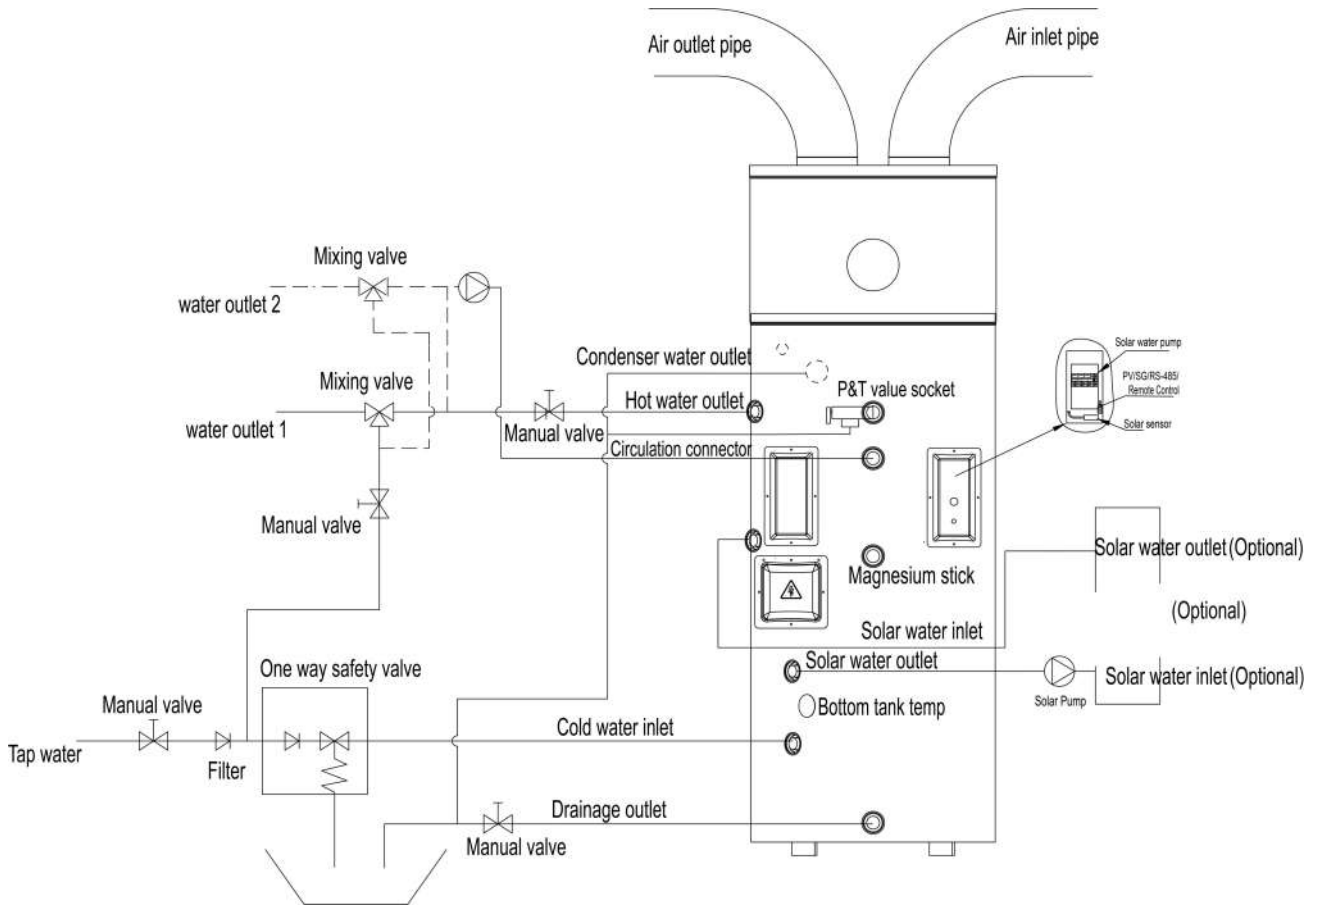 Air outlet pipe
Air inlet pipe
Mixing valve
water outlet 2
Condenser water outlet
Solar water pump
PV/SG/RS-485/
Remote Control
Solar sensor
Mixing valve
P&T value socket
Hot water outlet
water outlet 1
Manual valve
Circulation connector
Manual valve
Solar water outlet (Optional)
Magnesium stick
(Optional)
Solar water inlet
One way safety valve
Solar water outlet
Solar water inlet (Optional)
Solar Pump
Manual valve
Bottom tank temp
Cold water inlet
Tap water
Filter
Drainage outlet
Manual valve